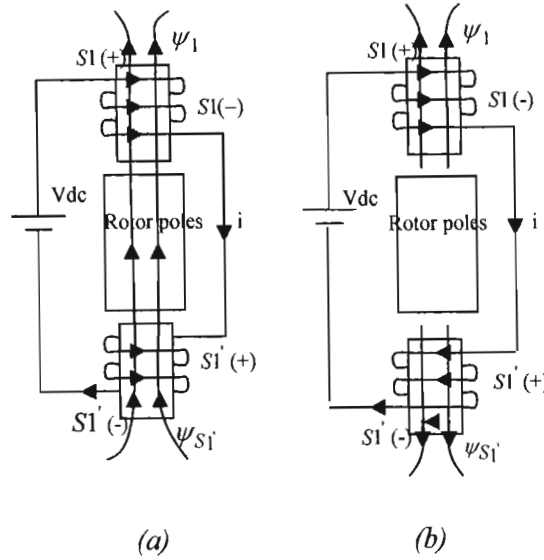 ψ1
S1(+)
S1(–)
Vdc
Rotor poles
i
S1'(+)
S1'(-)
ψS1'
(a)
ψ1
S1(+)
S1(-)
Vdc
Rotor poles
i
S1'(+)
S1'(-)
ψS1'
(b)